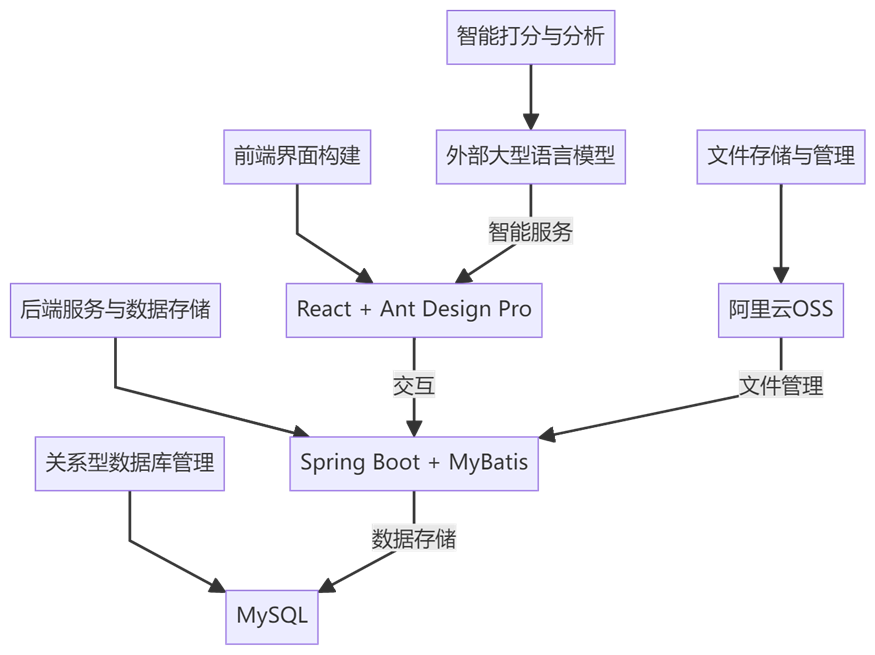 智能打分与分析
前端界面构建
外部大型语言模型
文件存储与管理
智能服务
后端服务与数据存储
React + Ant Design Pro
阿里云OSS
交互
文件管理
关系型数据库管理
Spring Boot + MyBatis
数据存储
MySQL